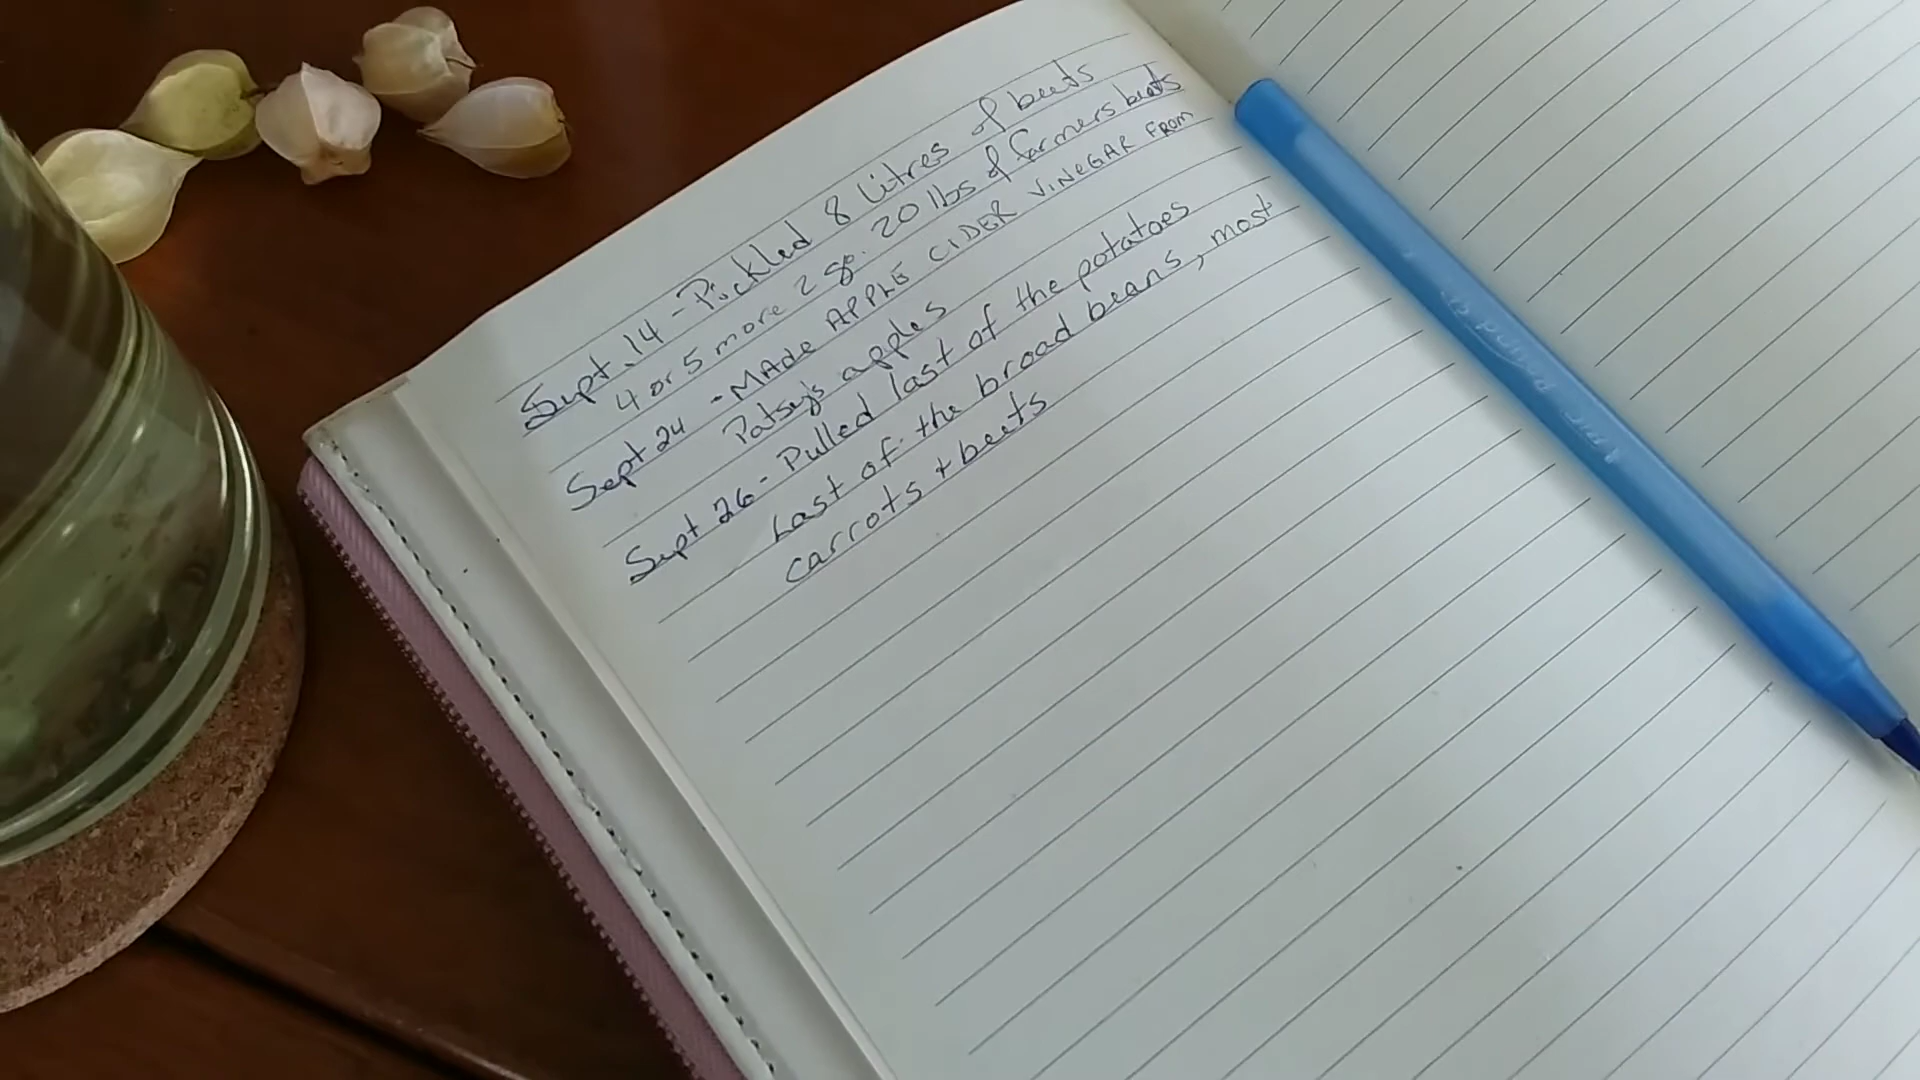 Sept. 14 - Pickled 8 Litres of beets
4 or 5 more 20 lbs of farmers beets
Sept 24 - MADE APPLE CIDER VINEGAR FROM
Patsy's apples
Sept 26 - Pulled last of the potatoes
Last of the broad beans, most
carrots + beets